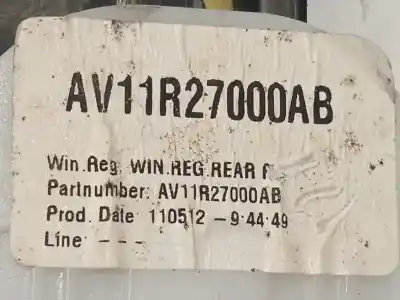 AV11R27000AB
Win.Reg. WIN.REG.REAR
Partnumber: AV11R27000AB
Prod. Date: 110512 - 9:44:49
Line: - - -